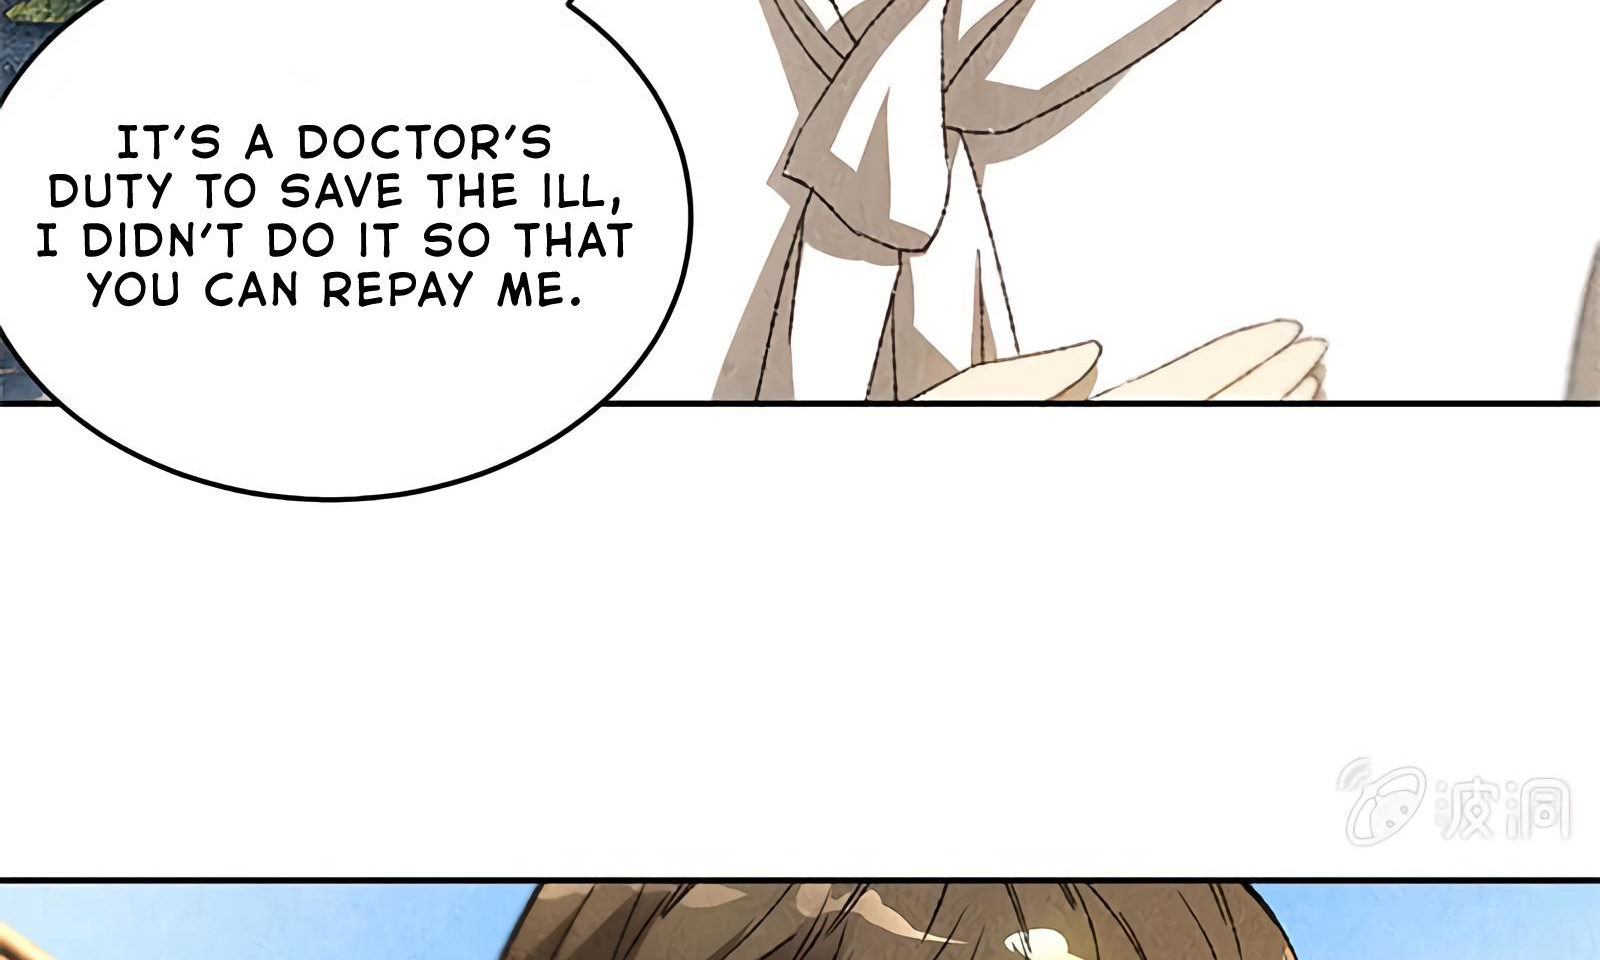 IT'S A DOCTOR'S
DUTY TO SAVE THE ILL,
I DIDN'T DO IT SO THAT
YOU CAN REPAY ME.
波洞